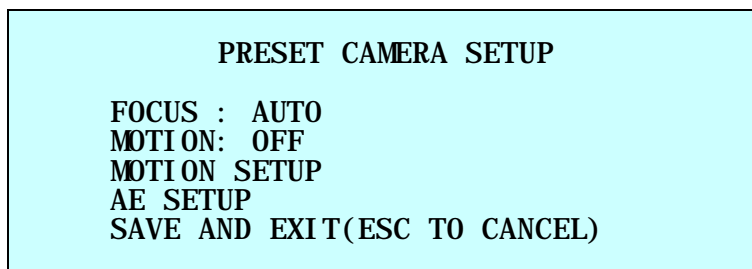 PRESET CAMERA SETUP
FOCUS : AUTO
MOTION: OFF
MOTION SETUP
AE SETUP
SAVE AND EXIT(ESC TO CANCEL)